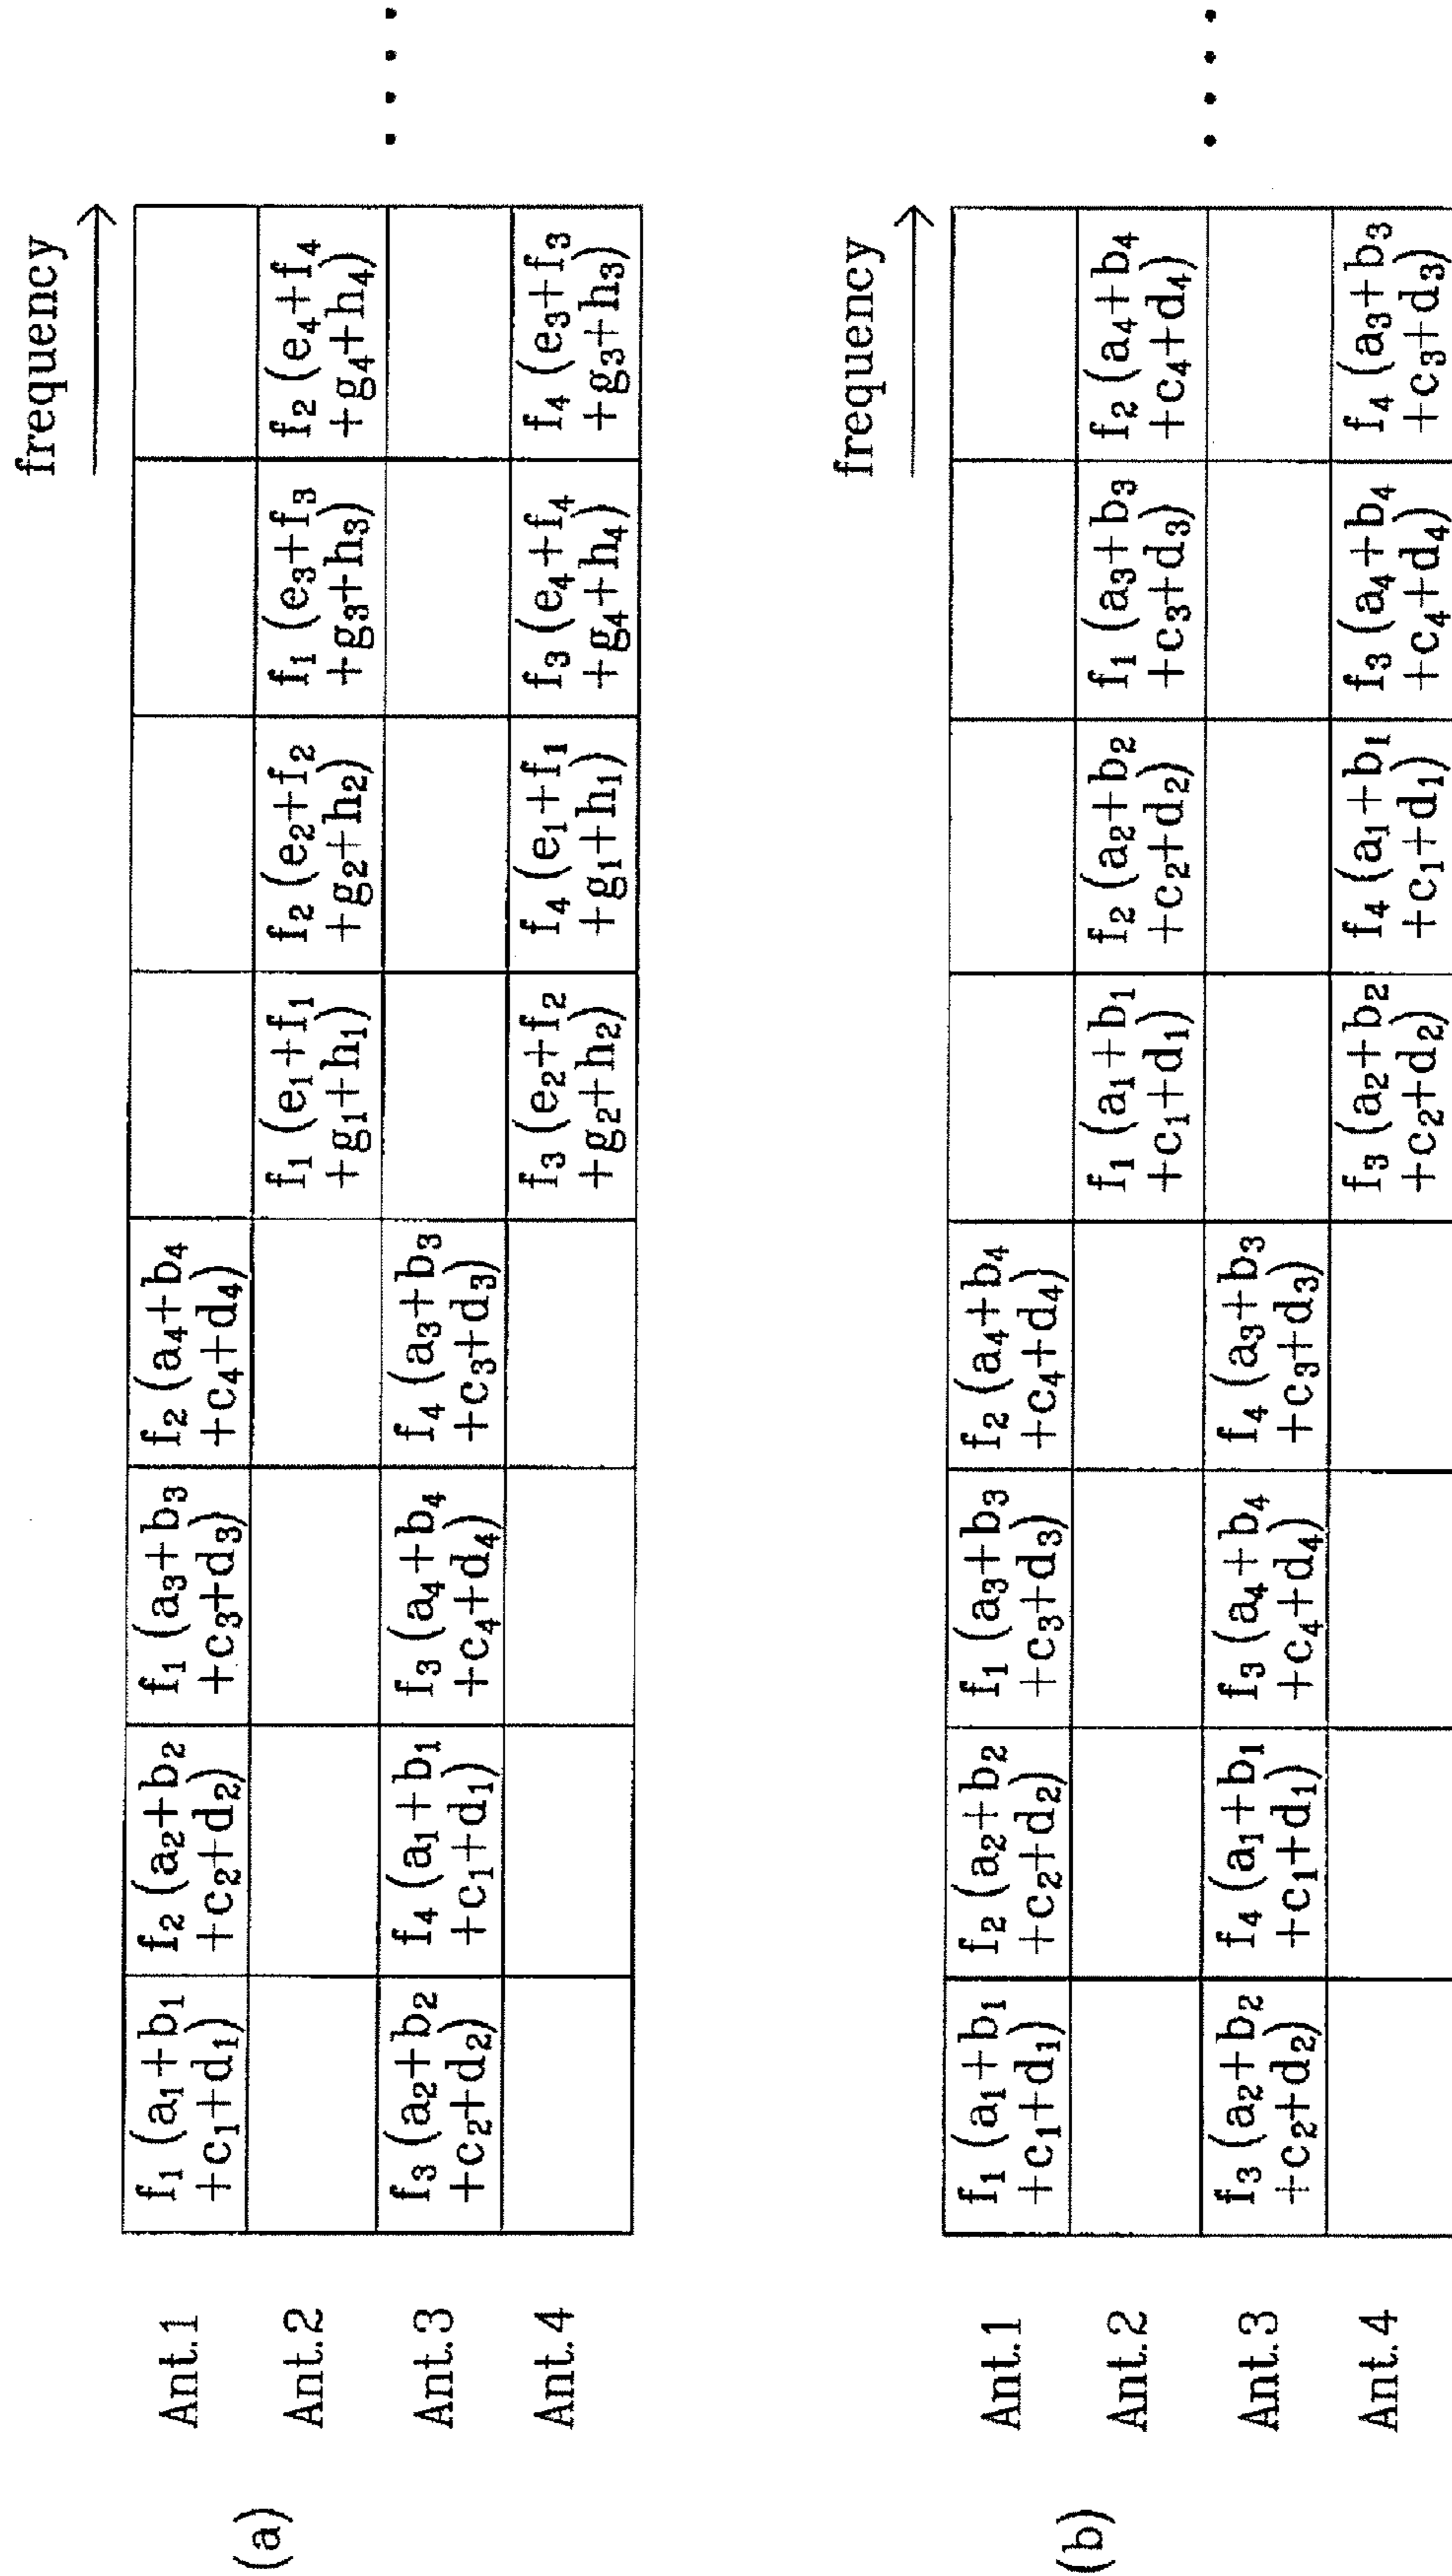 frequency
(a)
Ant.1
f₁ (a₁+b₁
+c₁+d₁)
f₂ (a₂+b₂
+c₂+d₂)
f₁ (a₃+b₃
+c₃+d₃)
f₂ (a₄+b₄
+c₄+d₄)
Ant.2
f₁ (e₁+f₁
+g₁+h₁)
f₂ (e₂+f₂
+g₂+h₂)
f₁ (e₃+f₃
+g₃+h₃)
f₂ (e₄+f₄
+g₄+h₄)
Ant.3
f₃ (a₂+b₂
+c₂+d₂)
f₄ (a₁+b₁
+c₁+d₁)
f₃ (a₄+b₄
+c₄+d₄)
f₄ (a₃+b₃
+c₃+d₃)
Ant.4
f₃ (e₂+f₂
+g₂+h₂)
f₄ (e₁+f₁
+g₁+h₁)
f₃ (e₄+f₄
+g₄+h₄)
f₄ (e₃+f₃
+g₃+h₃)
frequency
(b)
Ant.1
f₁ (a₁+b₁
+c₁+d₁)
f₂ (a₂+b₂
+c₂+d₂)
f₁ (a₃+b₃
+c₃+d₃)
f₂ (a₄+b₄
+c₄+d₄)
Ant.2
f₁ (a₁+b₁
+c₁+d₁)
f₂ (a₂+b₂
+c₂+d₂)
f₁ (a₃+b₃
+c₃+d₃)
f₂ (a₄+b₄
+c₄+d₄)
Ant.3
f₃ (a₂+b₂
+c₂+d₂)
f₄ (a₁+b₁
+c₁+d₁)
f₃ (a₄+b₄
+c₄+d₄)
f₄ (a₃+b₃
+c₃+d₃)
Ant.4
f₃ (a₂+b₂
+c₂+d₂)
f₄ (a₁+b₁
+c₁+d₁)
f₃ (a₄+b₄
+c₄+d₄)
f₄ (a₃+b₃
+c₃+d₃)